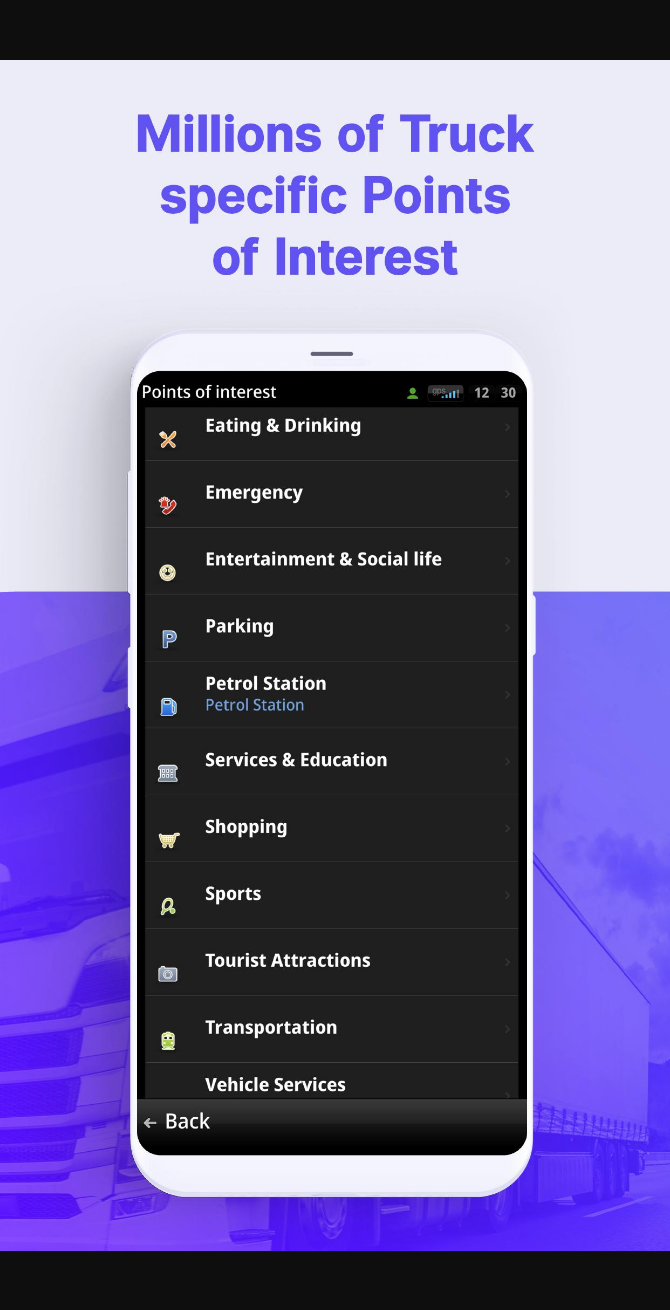 Millions of Truck
specific Points
of Interest
Points of interest
gps
12 30
Eating & Drinking
Emergency
Entertainment & Social life
Parking
P
Petrol Station
Petrol Station
Services & Education
Shopping
Sports
Tourist Attractions
Transportation
Vehicle Services
Back